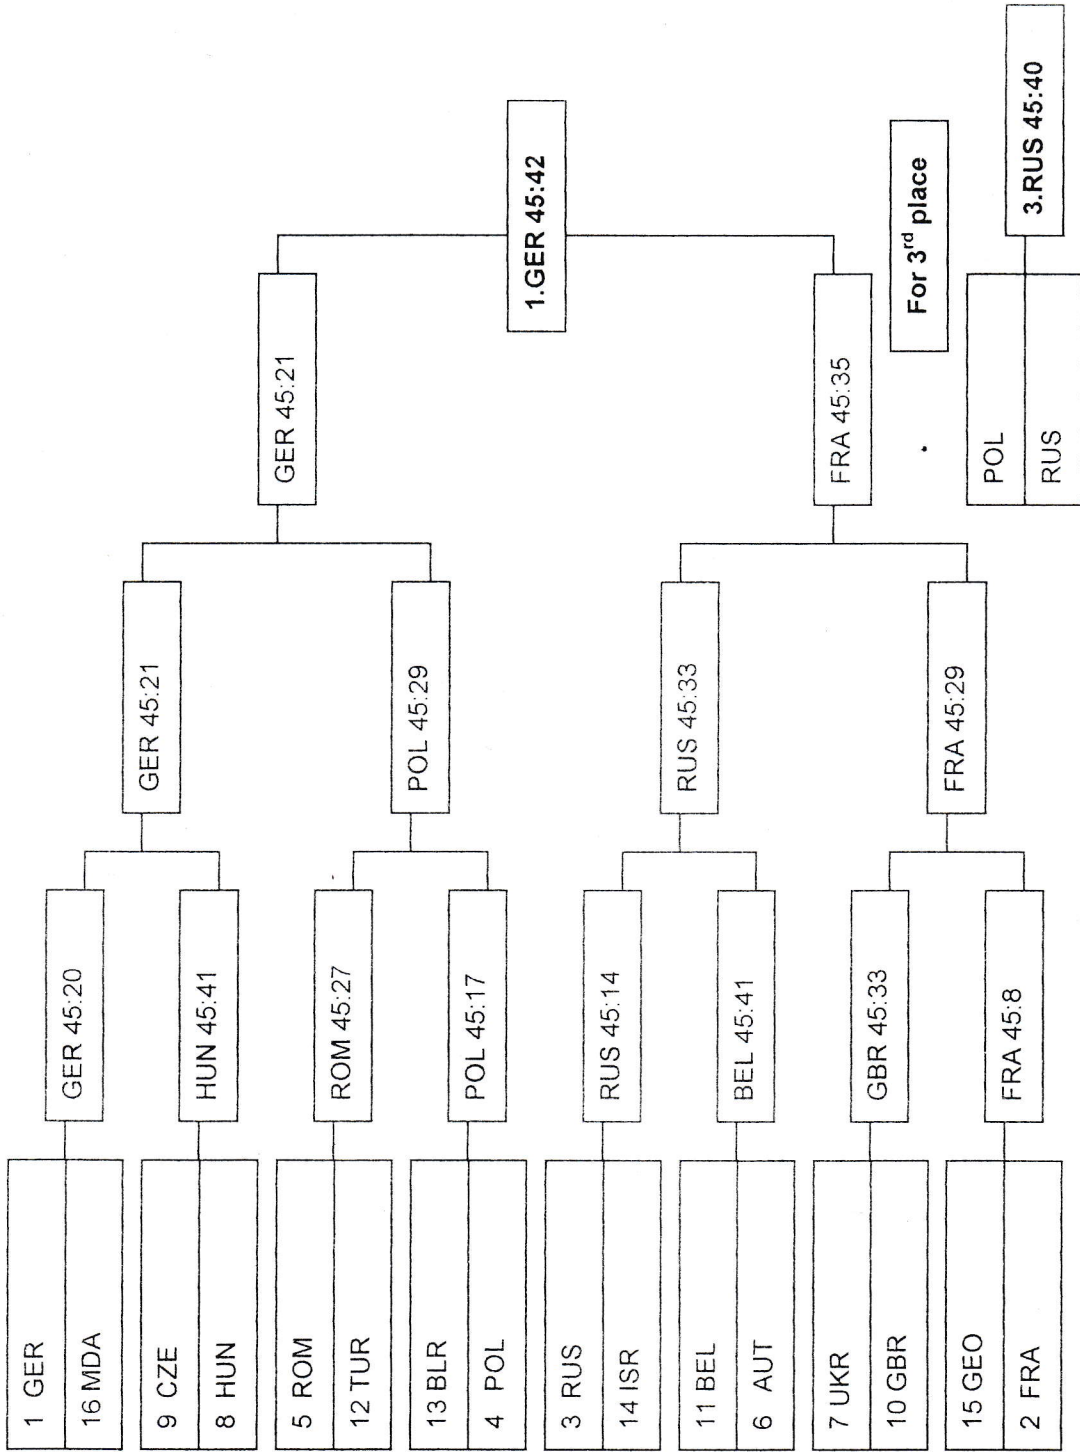 1 GER
16 MDA
9 CZE
8 HUN
5 ROM
12 TUR
13 BLR
4 POL
3 RUS
14 ISR
11 BEL
6 AUT
7 UKR
10 GBR
15 GEO
2 FRA
GER 45:20
HUN 45:41
ROM 45:27
POL 45:17
RUS 45:14
BEL 45:41
GBR 45:33
FRA 45:8
GER 45:21
POL 45:29
RUS 45:33
FRA 45:29
GER 45:21
FRA 45:35
1.GER 45:42
For 3rd place
POL
RUS
3.RUS 45:40